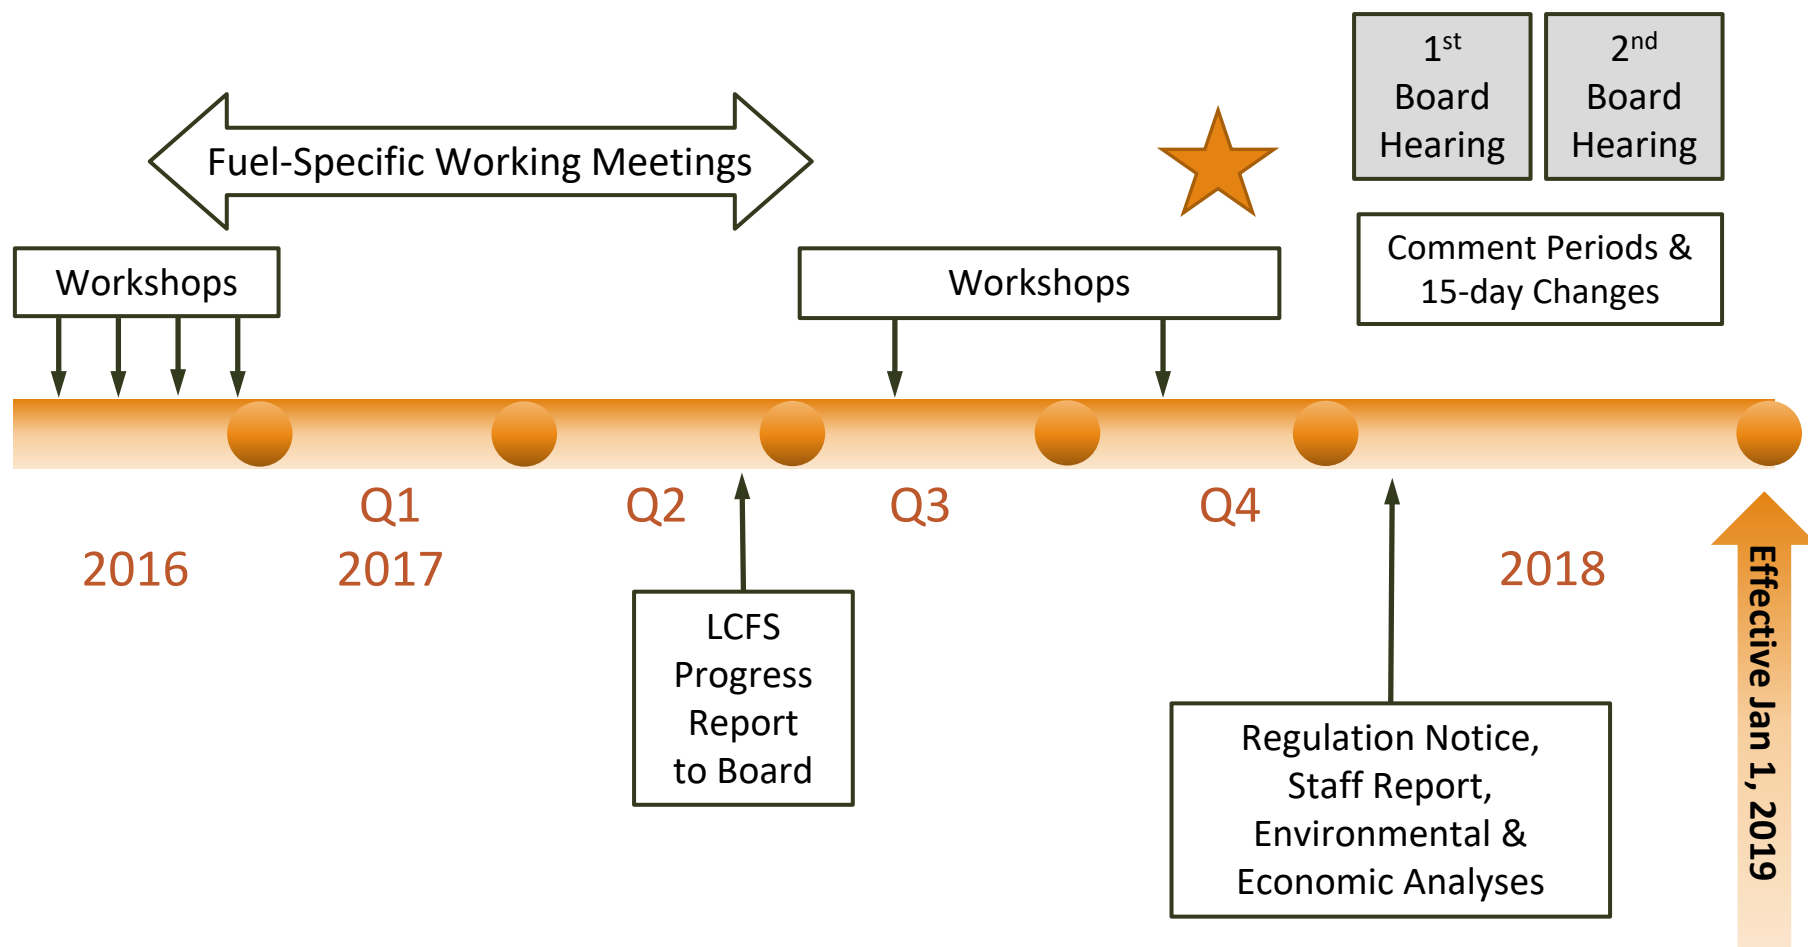 1st
Board
Hearing
2nd
Board
Hearing
Fuel-Specific Working Meetings
Comment Periods &
15-day Changes
Workshops
Workshops
Q1
Q2
Q3
Q4
2016
2017
2018
LCFS
Progress
Report
to Board
Regulation Notice,
Staff Report,
Environmental &
Economic Analyses
Effective Jan 1, 2019